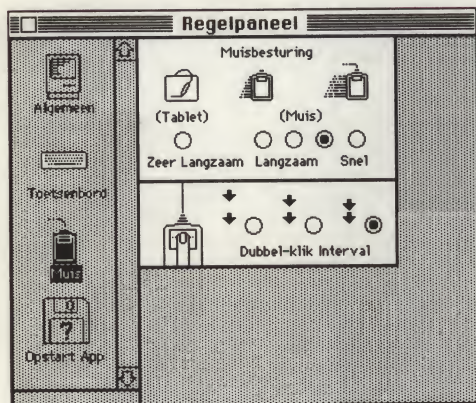 Regelpaneel
Algemeen
Toetsenbord
Muis
Opstart App
Muisbesturing
(Tablet) (Muis)
Zeer Langzaam Langzaam Snel
Dubbel-klik Interval